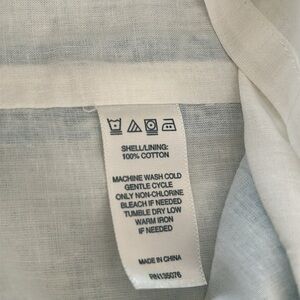 SHELL/LINING:
100% COTTON
MACHINE WASH COLD
GENTLE CYCLE
ONLY NON-CHLORINE
BLEACH IF NEEDED
TUMBLE DRY LOW
WARM IRON
IF NEEDED
MADE IN CHINA
RN135076